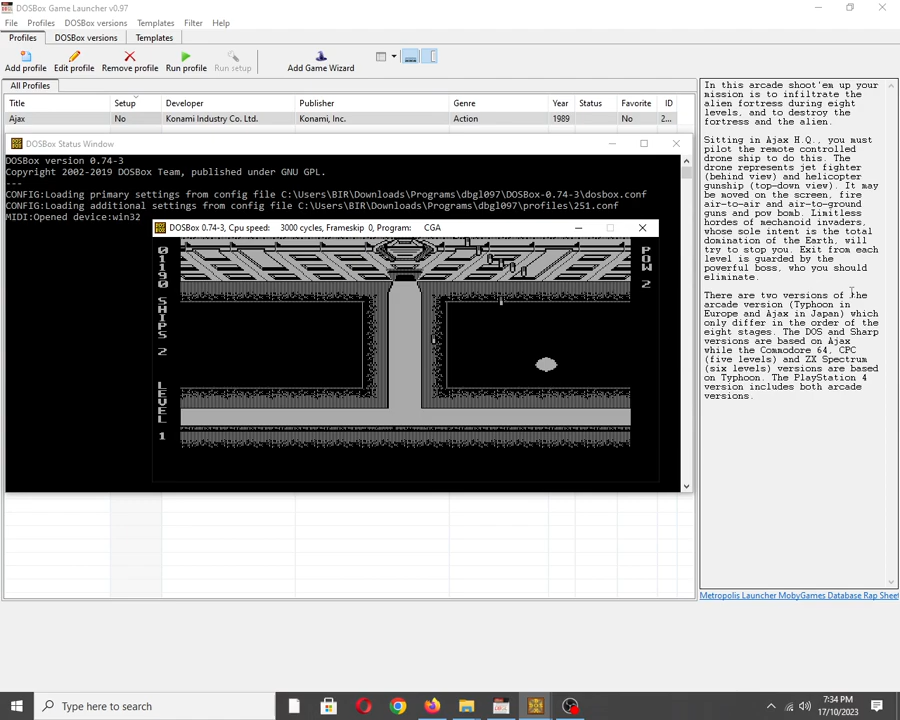 DOSBox Game Launcher v0.97
File Profiles DOSBox versions Templates Filter Help
Profiles DOSBox versions Templates
Add profile Edit profile Remove profile Run profile Run setup Add Game Wizard
All Profiles
Title Setup Developer Publisher Genre Year Status Favorite ID
Ajax No Konami Industry Co. Ltd. Konami, Inc. Action 1989 No 2...
DOSBox Status Window
DOSBox version 0.74-3
Copyright 2002-2019 DOSBox Team, published under GNU GPL.
---
CONFIG:Loading primary settings from config file C:\Users\BIR\Downloads\Programs\dbgl097\DOSBox-0.74-3\dosbox.conf
CONFIG:Loading additional settings from config file C:\Users\BIR\Downloads\Programs\dbgl097\profiles\251.conf
MIDI:Opened device:win32
DOSBox 0.74-3, Cpu speed: 3000 cycles, Frameskip 0, Program: CGA
01190
SHIPS
2
LEVEL
1
POW
2
In this arcade shoot'em up your
mission is to infiltrate the
alien fortress during eight
levels, and to destroy the
fortress and the alien.
Sitting in Ajax H.Q., you must
pilot the remote controlled
drone ship to do this. The
drone represents jet fighter
(behind view) and helicopter
gunship (top-down view). It may
be moved on the screen, fire
air-to-air and air-to-ground
guns and pov bomb. Limitless
hordes of mechanoid invaders,
whose sole intent is the total
domination of the Earth, will
try to stop you. Exit from each
level is guarded by the
powerful boss, who you should
eliminate.
There are two versions of the
arcade version (Typhoon in
Europe and Ajax in Japan) which
only differ in the order of the
eight stages. The DOS and Sharp
versions are based on Ajax
while the Commodore 64, CPC
(five levels) and ZX Spectrum
(six levels) versions are based
on Typhoon. The PlayStation 4
version includes both arcade
versions.
Metropolis Launcher MobyGames Database Rap Sheet
Type here to search
7:34 PM
17/10/2023